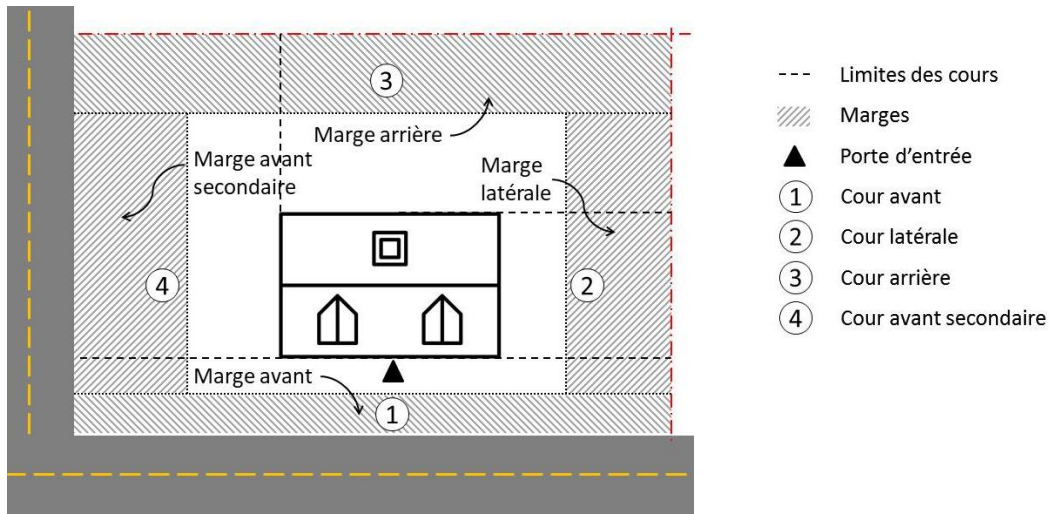 3
Marge arrière
Marge avant
secondaire
Marge
latérale
4
2
Marge avant
1
Limites des cours
Marges
Porte d'entrée
1 Cour avant
2 Cour latérale
3 Cour arrière
4 Cour avant secondaire